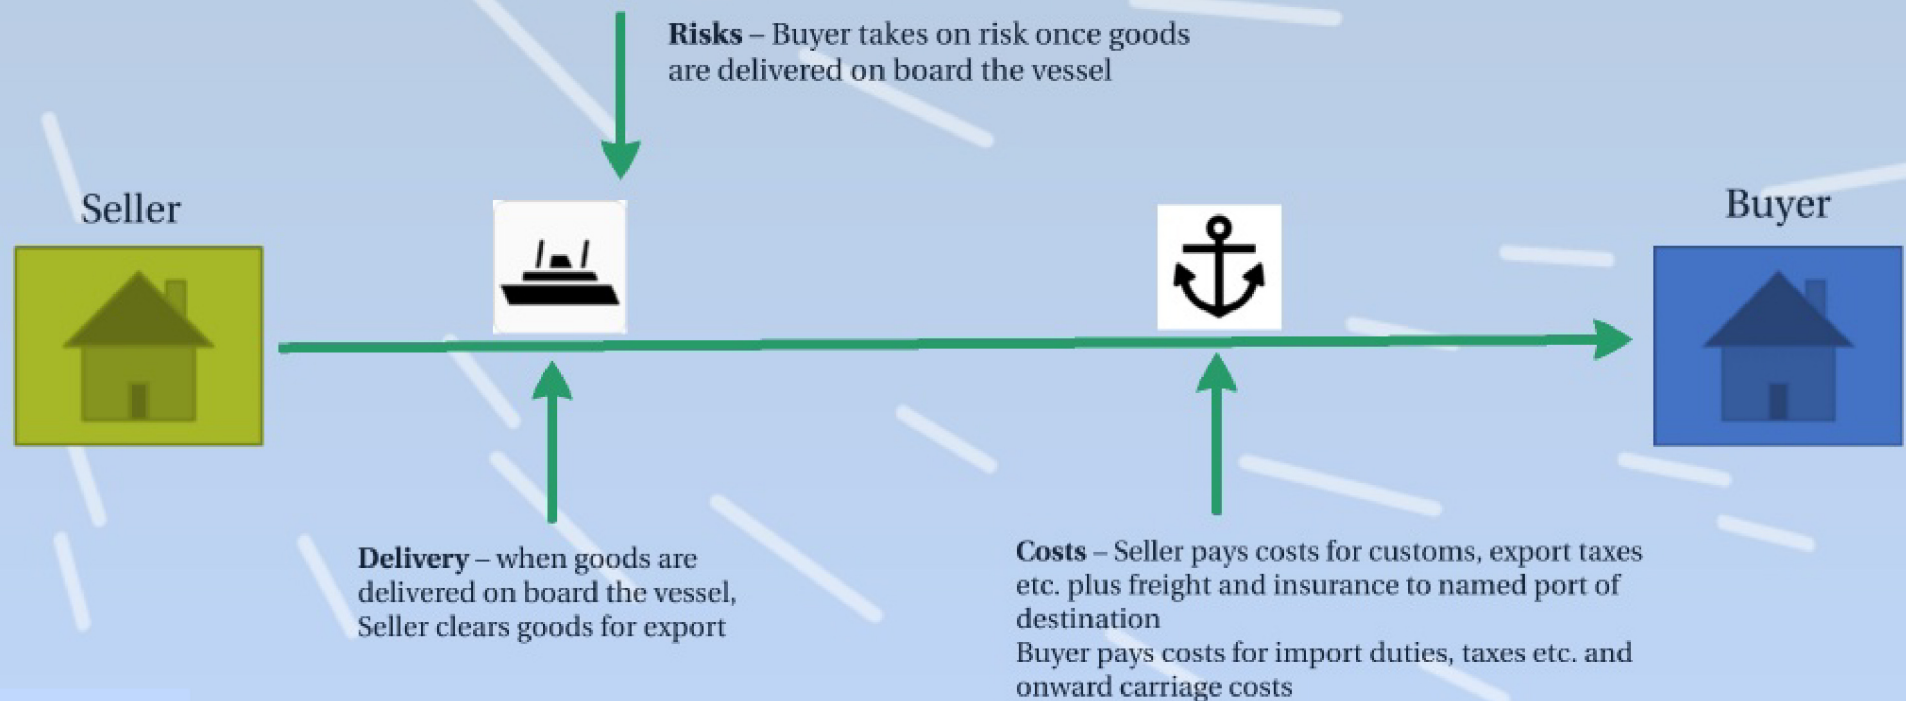 Risks – Buyer takes on risk once goods
are delivered on board the vessel
Seller
Buyer
Delivery – when goods are
delivered on board the vessel,
Seller clears goods for export
Costs – Seller pays costs for customs, export taxes
etc. plus freight and insurance to named port of
destination
Buyer pays costs for import duties, taxes etc. and
onward carriage costs